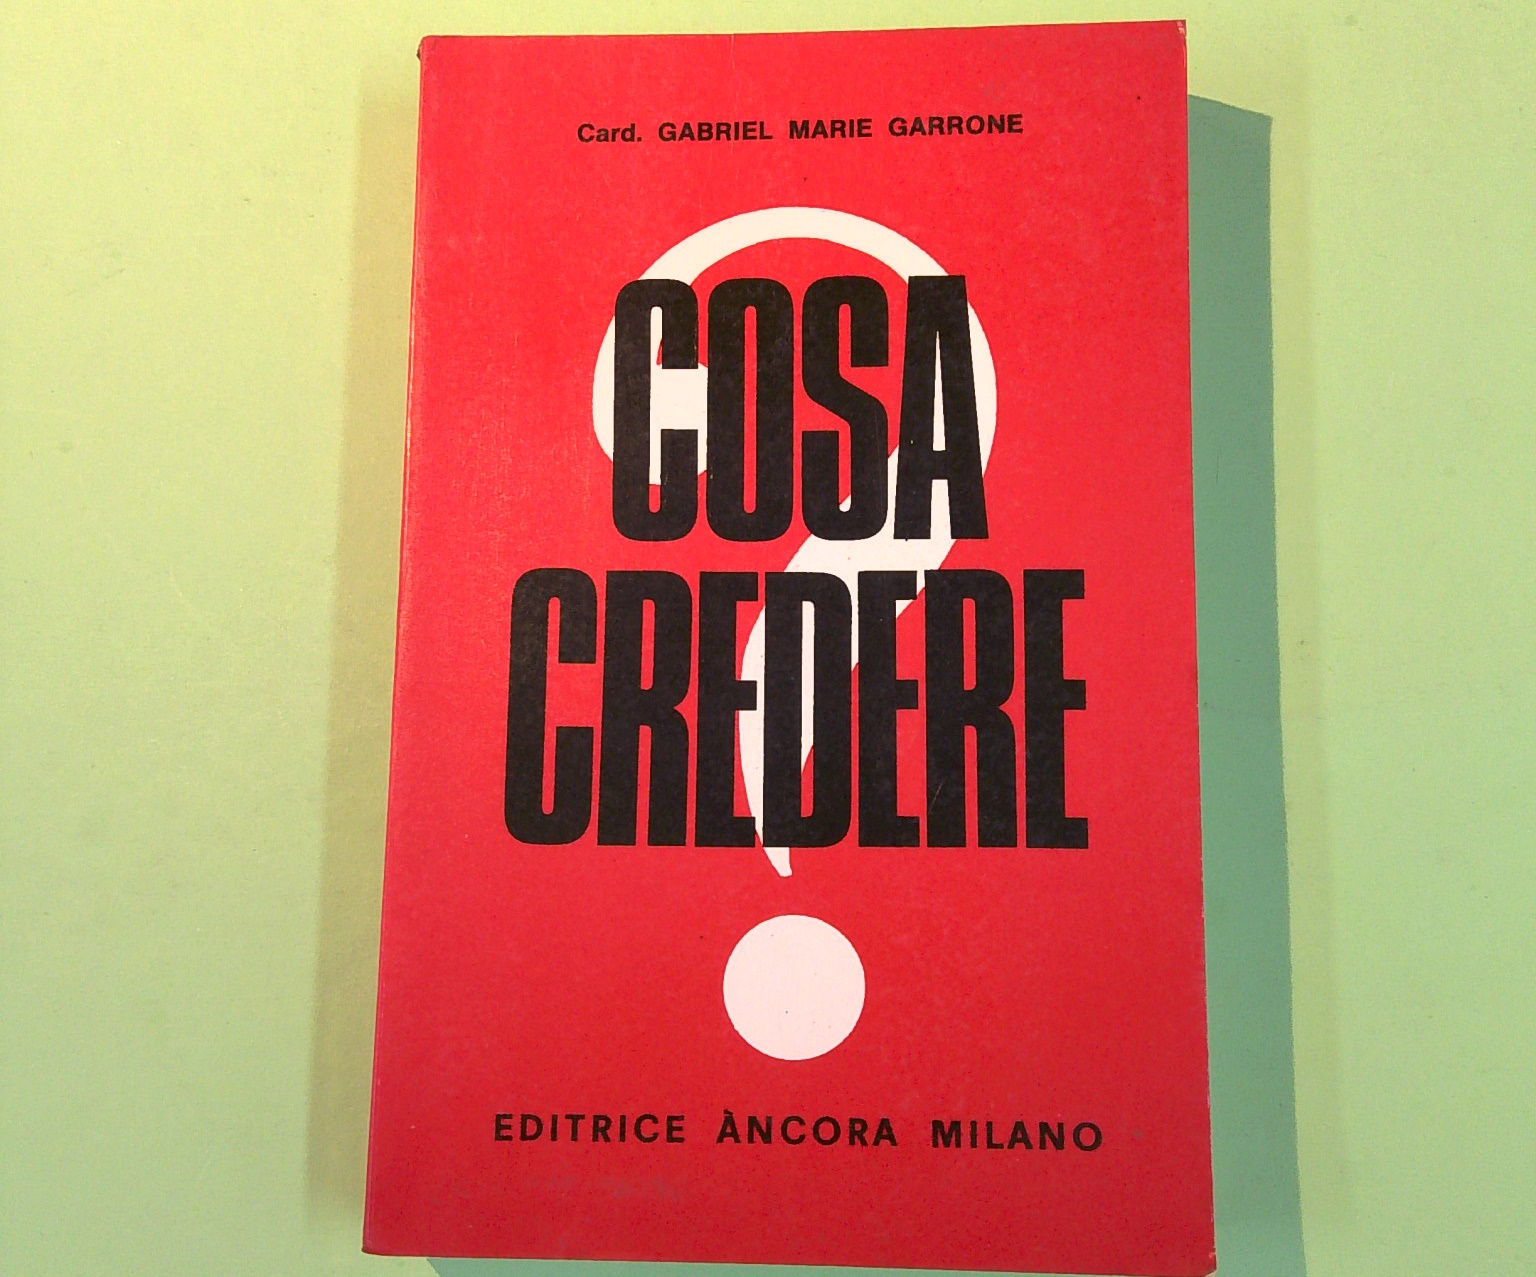 Card. GABRIEL MARIE GARRONE
COSA
CREDERE
?
EDITRICE ÀNCORA MILANO